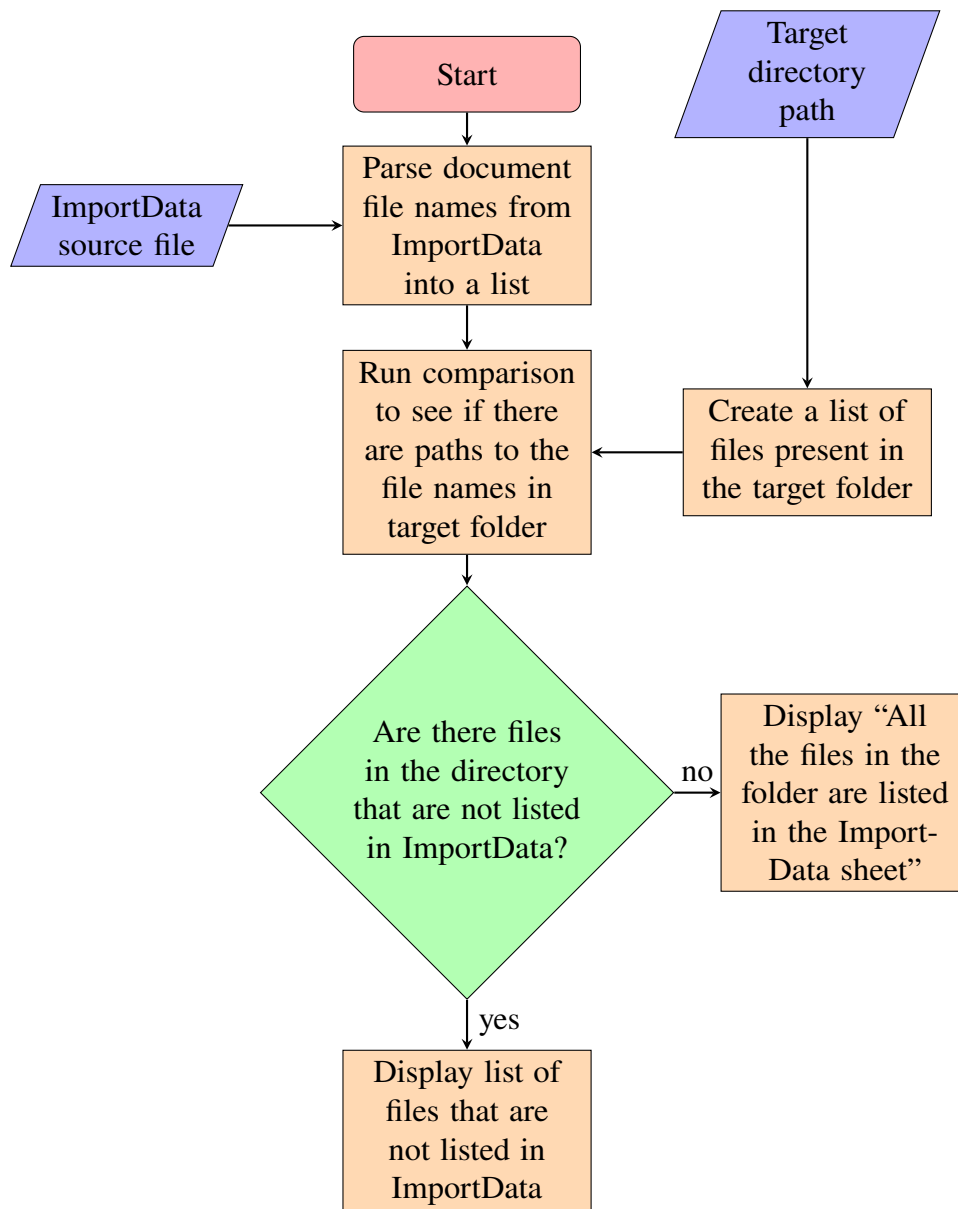 Start
Target
directory
path
Parse document
file names from
ImportData
into a list
ImportData
source file
Run comparison
to see if there
are paths to the
file names in
target folder
Create a list of
files present in
the target folder
Are there files
in the directory
that are not listed
in ImportData?
no
Display “All
the files in the
folder are listed
in the Import-
Data sheet”
yes
Display list of
files that are
not listed in
ImportData